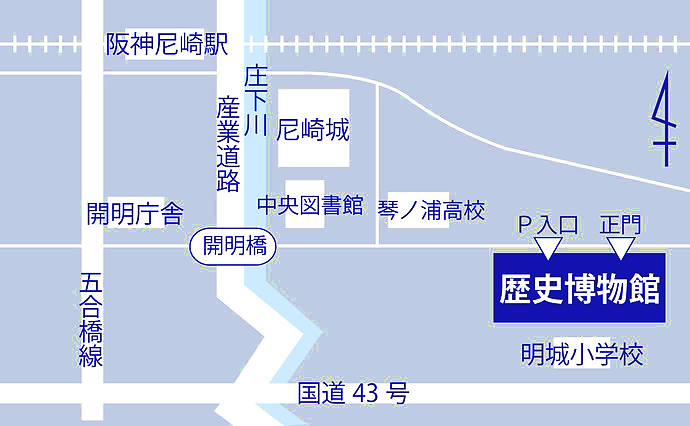 阪神尼崎駅
庄下川
産業道路
尼崎城
中央図書館
琴ノ浦高校
開明庁舎
P入口
正門
開明橋
歴史博物館
五合橋線
明城小学校
国道 43 号